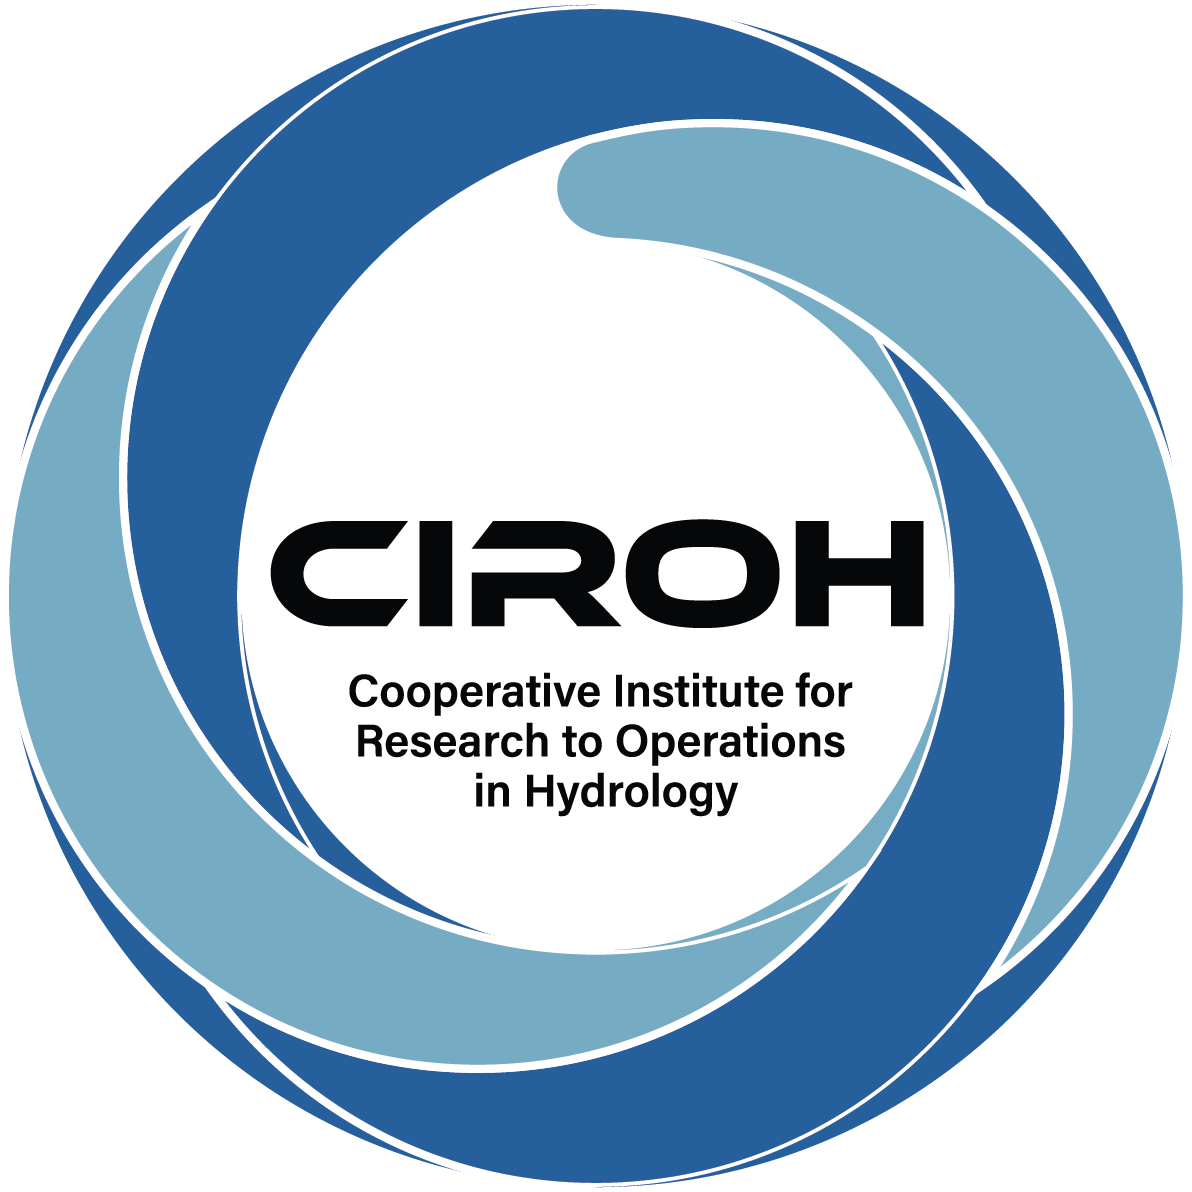 CIROH
Cooperative Institute for
Research to Operations
in Hydrology